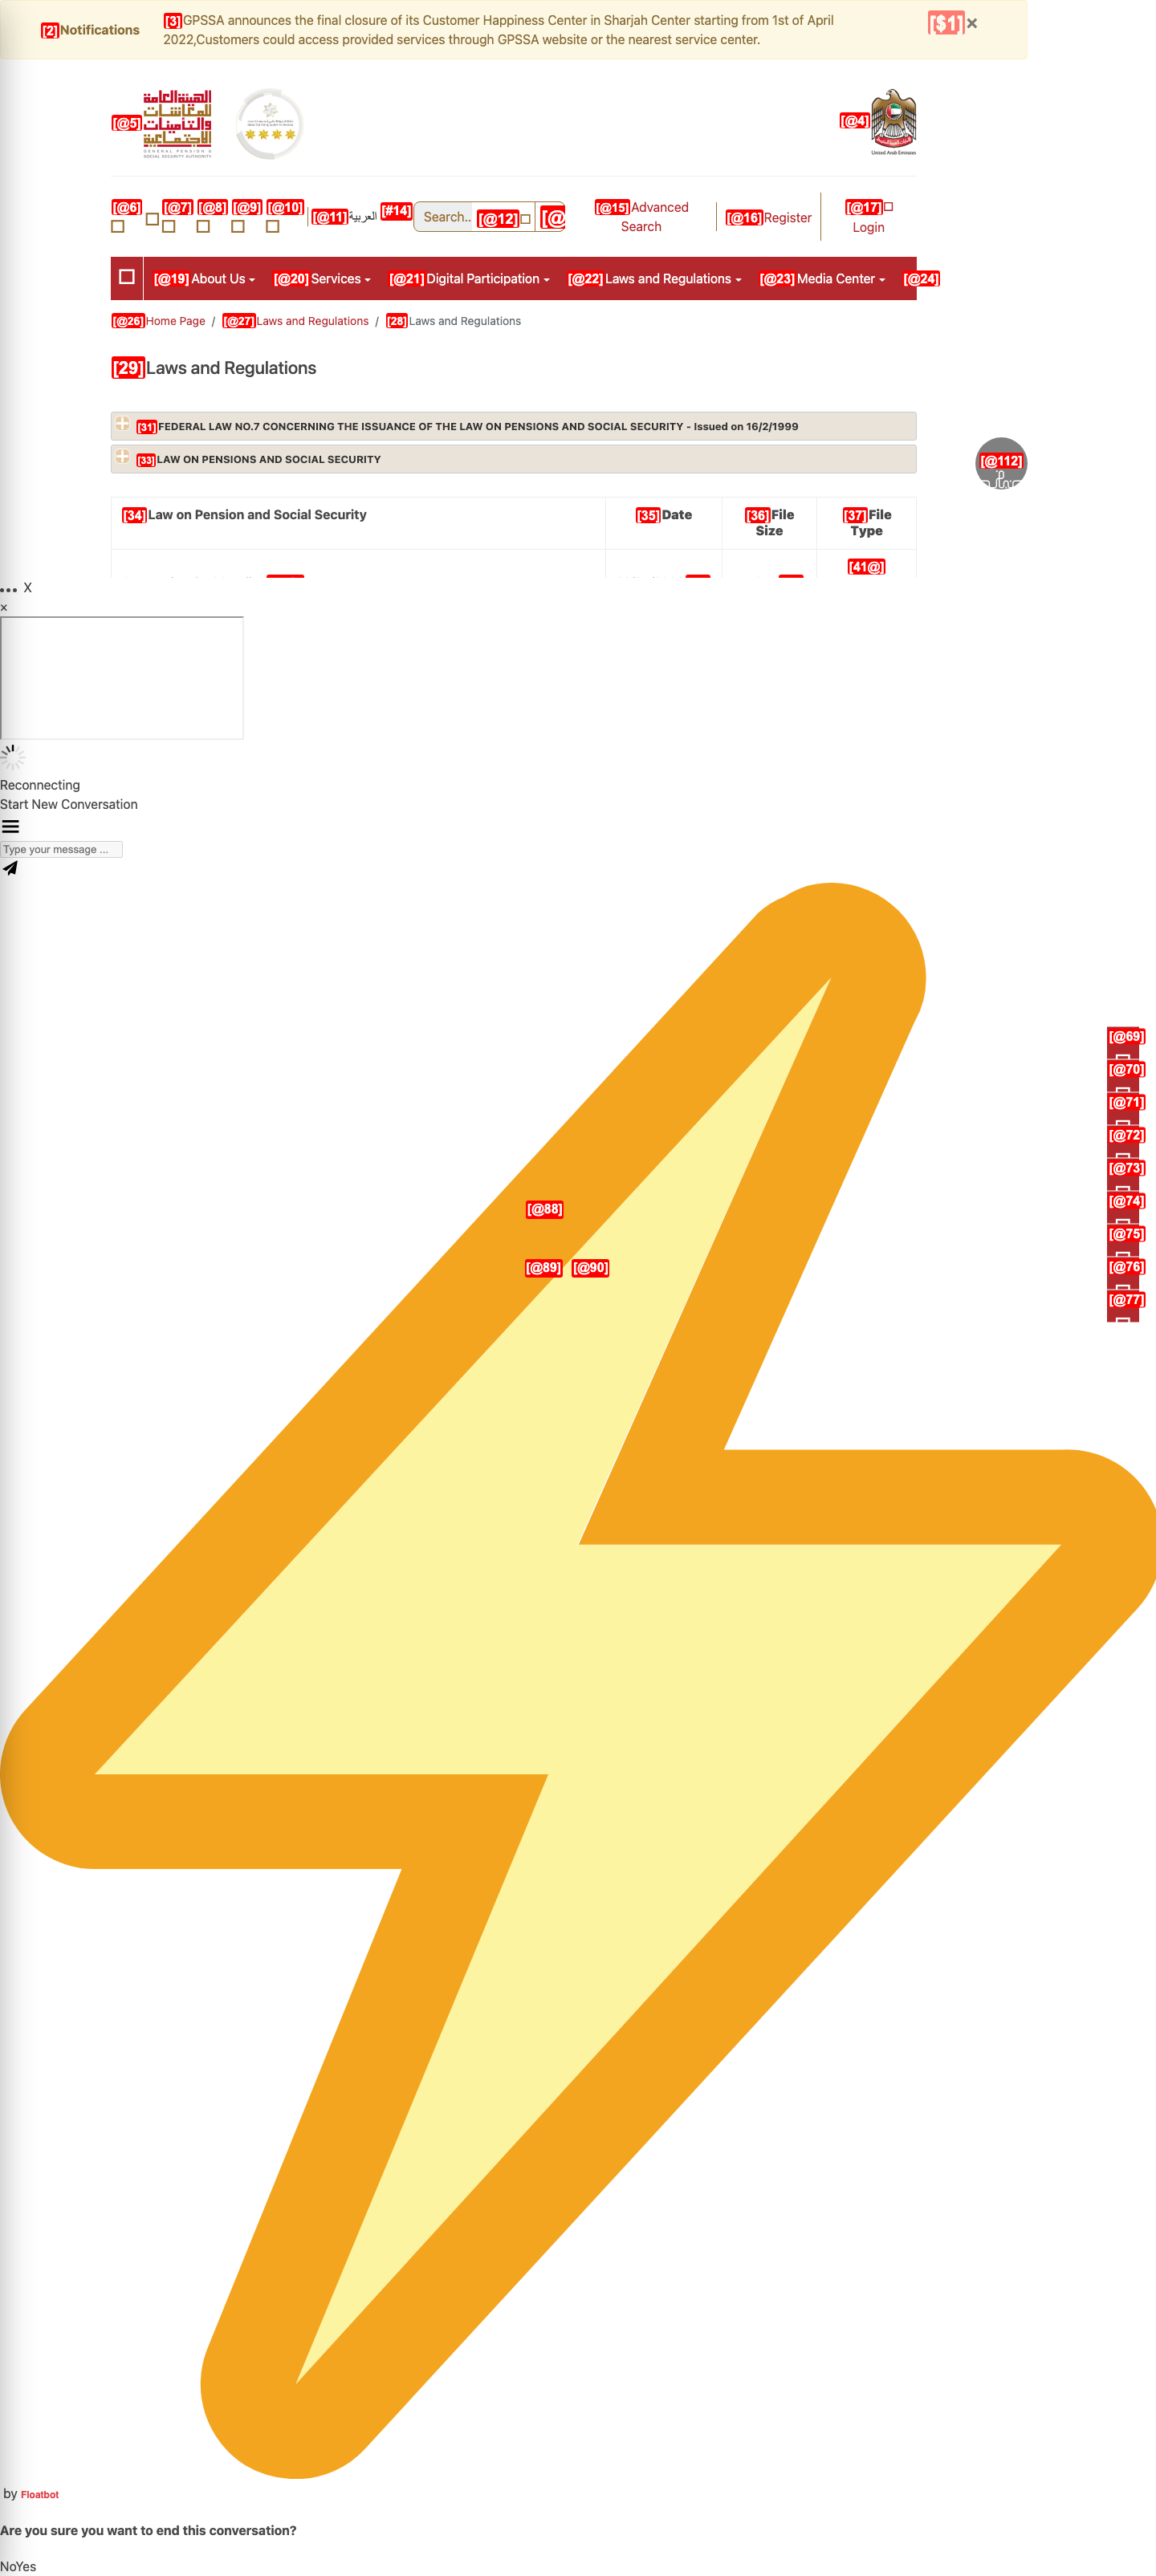 [2]Notifications
[3]GPSSA announces the final closure of its Customer Happiness Center in Sharjah Center starting from 1st of April
2022,Customers could access provided services through GPSSA website or the nearest service center.
[$1]×
[@5]
الهيئة العامة
للمعاشات
والتأمينات
الاجتماعية
GENERAL PENSION &
SOCIAL SECURITY AUTHORITY
[@4]
United Arab Emirates
[@6] [@7] [@8] [@9] [@10]
[@11]العربية
[#14]
Search..
[@12]
[@
[@15]Advanced
Search
[@16]Register
[@17]
Login
[@19]About Us [@20]Services [@21]Digital Participation [@22]Laws and Regulations [@23]Media Center [@24]
[@26]Home Page / [@27]Laws and Regulations / [28]Laws and Regulations
[29]Laws and Regulations
[31]FEDERAL LAW NO.7 CONCERNING THE ISSUANCE OF THE LAW ON PENSIONS AND SOCIAL SECURITY - Issued on 16/2/1999
[33]LAW ON PENSIONS AND SOCIAL SECURITY
[@112]
[34]Law on Pension and Social Security
[35]Date
[36]File
Size
[37]File
Type
[41@]
X
×
Reconnecting
Start New Conversation
Type your message ...
[@69]
[@70]
[@71]
[@72]
[@73]
[@74]
[@75]
[@76]
[@77]
[@88]
[@89] [@90]
by Floatbot
Are you sure you want to end this conversation?
NoYes